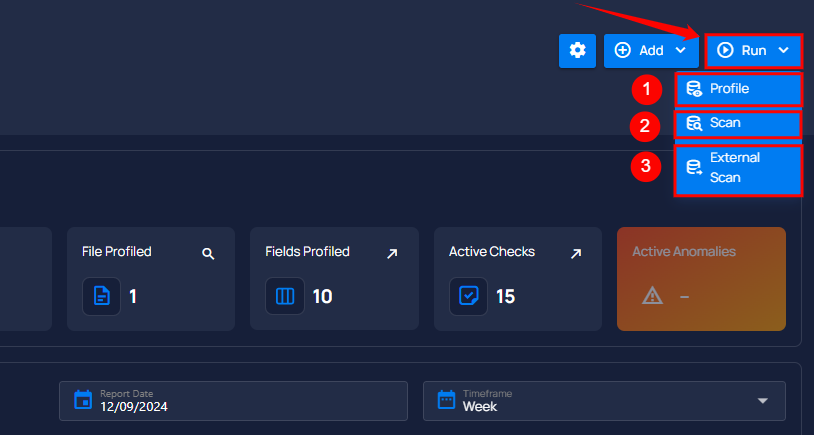 Add
Run
1
Profile
2
Scan
3
External
Scan
File Profiled
1
Fields Profiled
10
Active Checks
15
Active Anomalies
–
Report Date
12/09/2024
Timeframe
Week